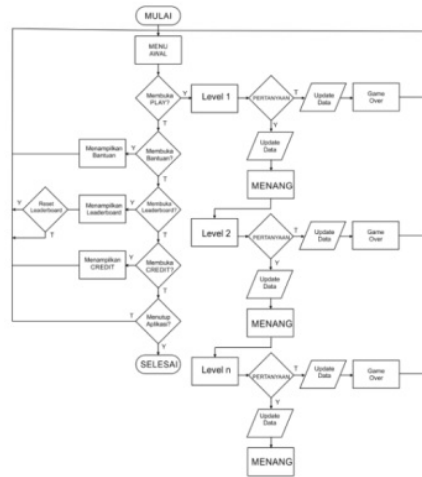 MULAI
MENU
AWAL
Membuka
PLAY?
Y
T
Level 1
PERTANYAAN
T
Y
Update
Data
Game
Over
Update
Data
MENANG
Membuka
Bantuan?
Y
T
Menampilkan
Bantuan
Membuka
Leaderboard?
Y
T
Menampilkan
Leaderboard
Reset
Leaderboard
Y
T
Level 2
PERTANYAAN
T
Y
Update
Data
Game
Over
Update
Data
MENANG
Membuka
CREDIT?
Y
T
Menampilkan
CREDIT
Menutup
Aplikasi?
T
Y
SELESAI
Level n
PERTANYAAN
T
Y
Update
Data
Game
Over
Update
Data
MENANG